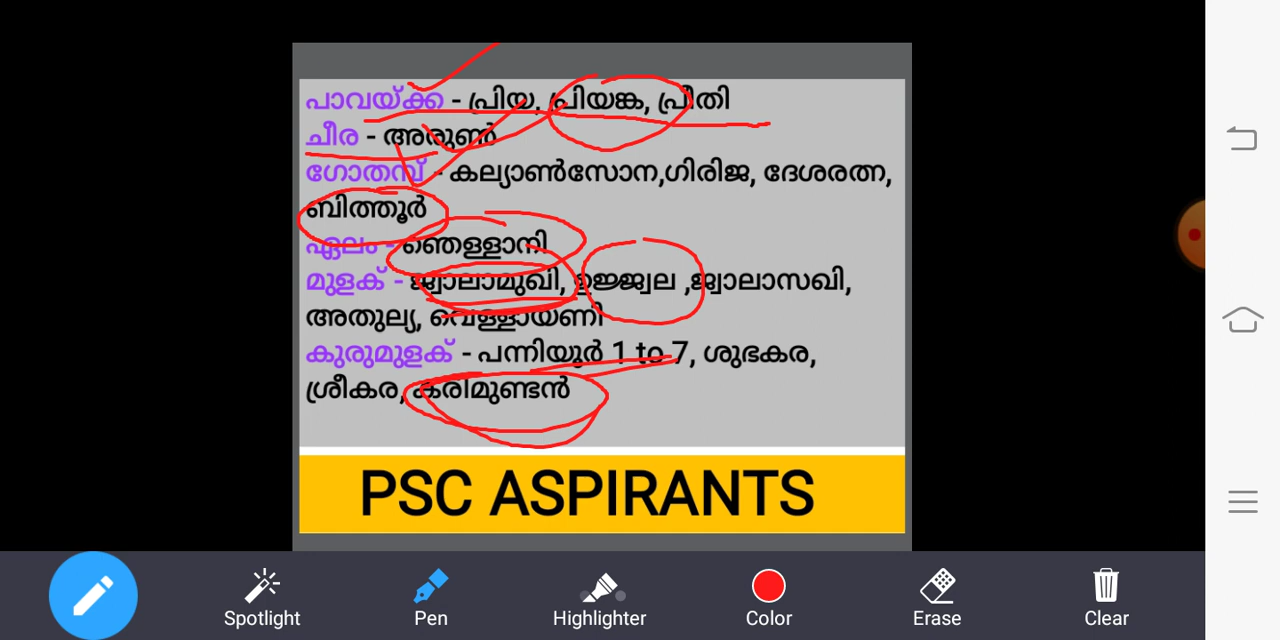 പാവയ്ക്ക - പ്രിയ, പ്രിയങ്ക, പ്രീതി
ചീര - അരുൺ
ഗോതമ്പ് - കല്യാൺസോന,ഗിരിജ, ദേശരത്ന,
ബിത്തൂർ
ഏലം - ഞെള്ളാനി
മുളക് - ജ്വാലാമുഖി, ഉജ്ജ്വല ,ജ്വാലാസഖി,
അതുല്യ, വെള്ളായണി
കുരുമുളക് - പന്നിയൂർ 1 to 7, ശുഭകര,
ശ്രീകര, കരിമുണ്ടൻ
PSC ASPIRANTS
Spotlight Pen Highlighter Color Erase Clear